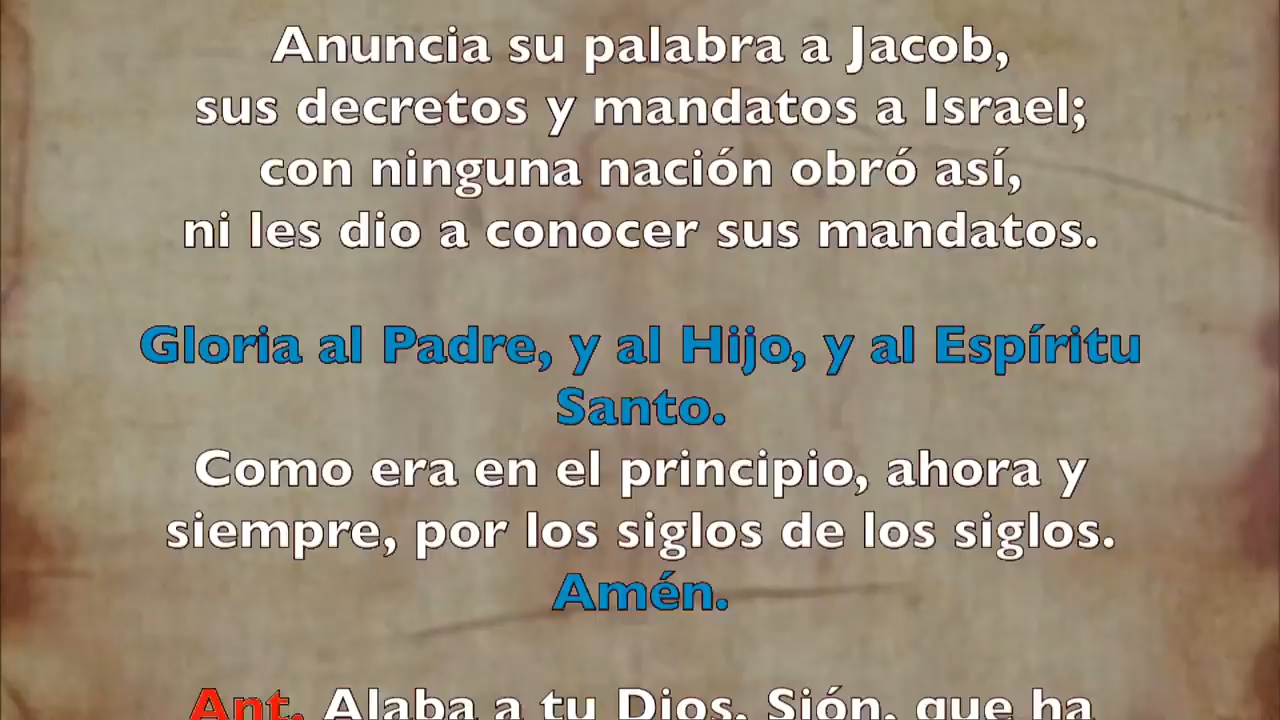 Anuncia su palabra a Jacob,
sus decretos y mandatos a Israel;
con ninguna nación obró así,
ni les dio a conocer sus mandatos.
Gloria al Padre, y al Hijo, y al Espíritu
Santo.
Como era en el principio, ahora y
siempre, por los siglos de los siglos.
Amén.
Ant. Alaba a tu Dios, Sión, que ha